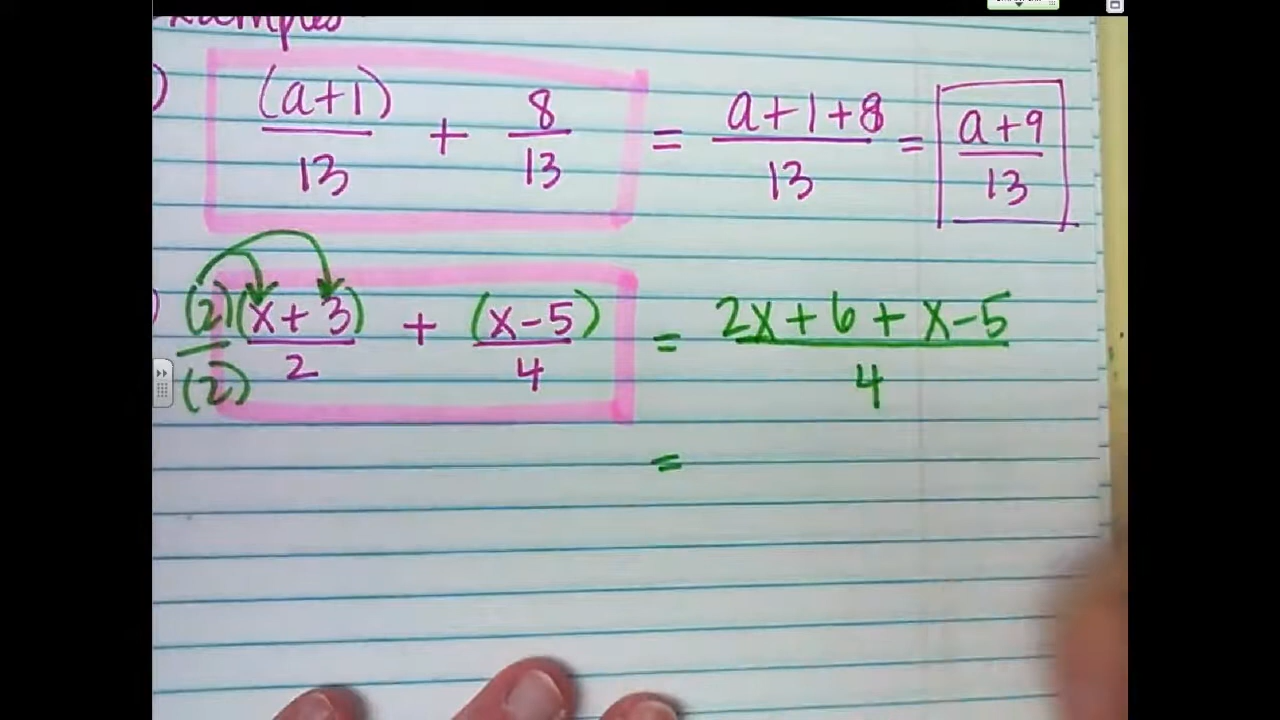 Examples
) (a+1)/13 + 8/13 = a+1+8/13 = a+9/13
) (2)/(2) (x+3)/2 + (x-5)/4 = 2x+6+x-5/4
=